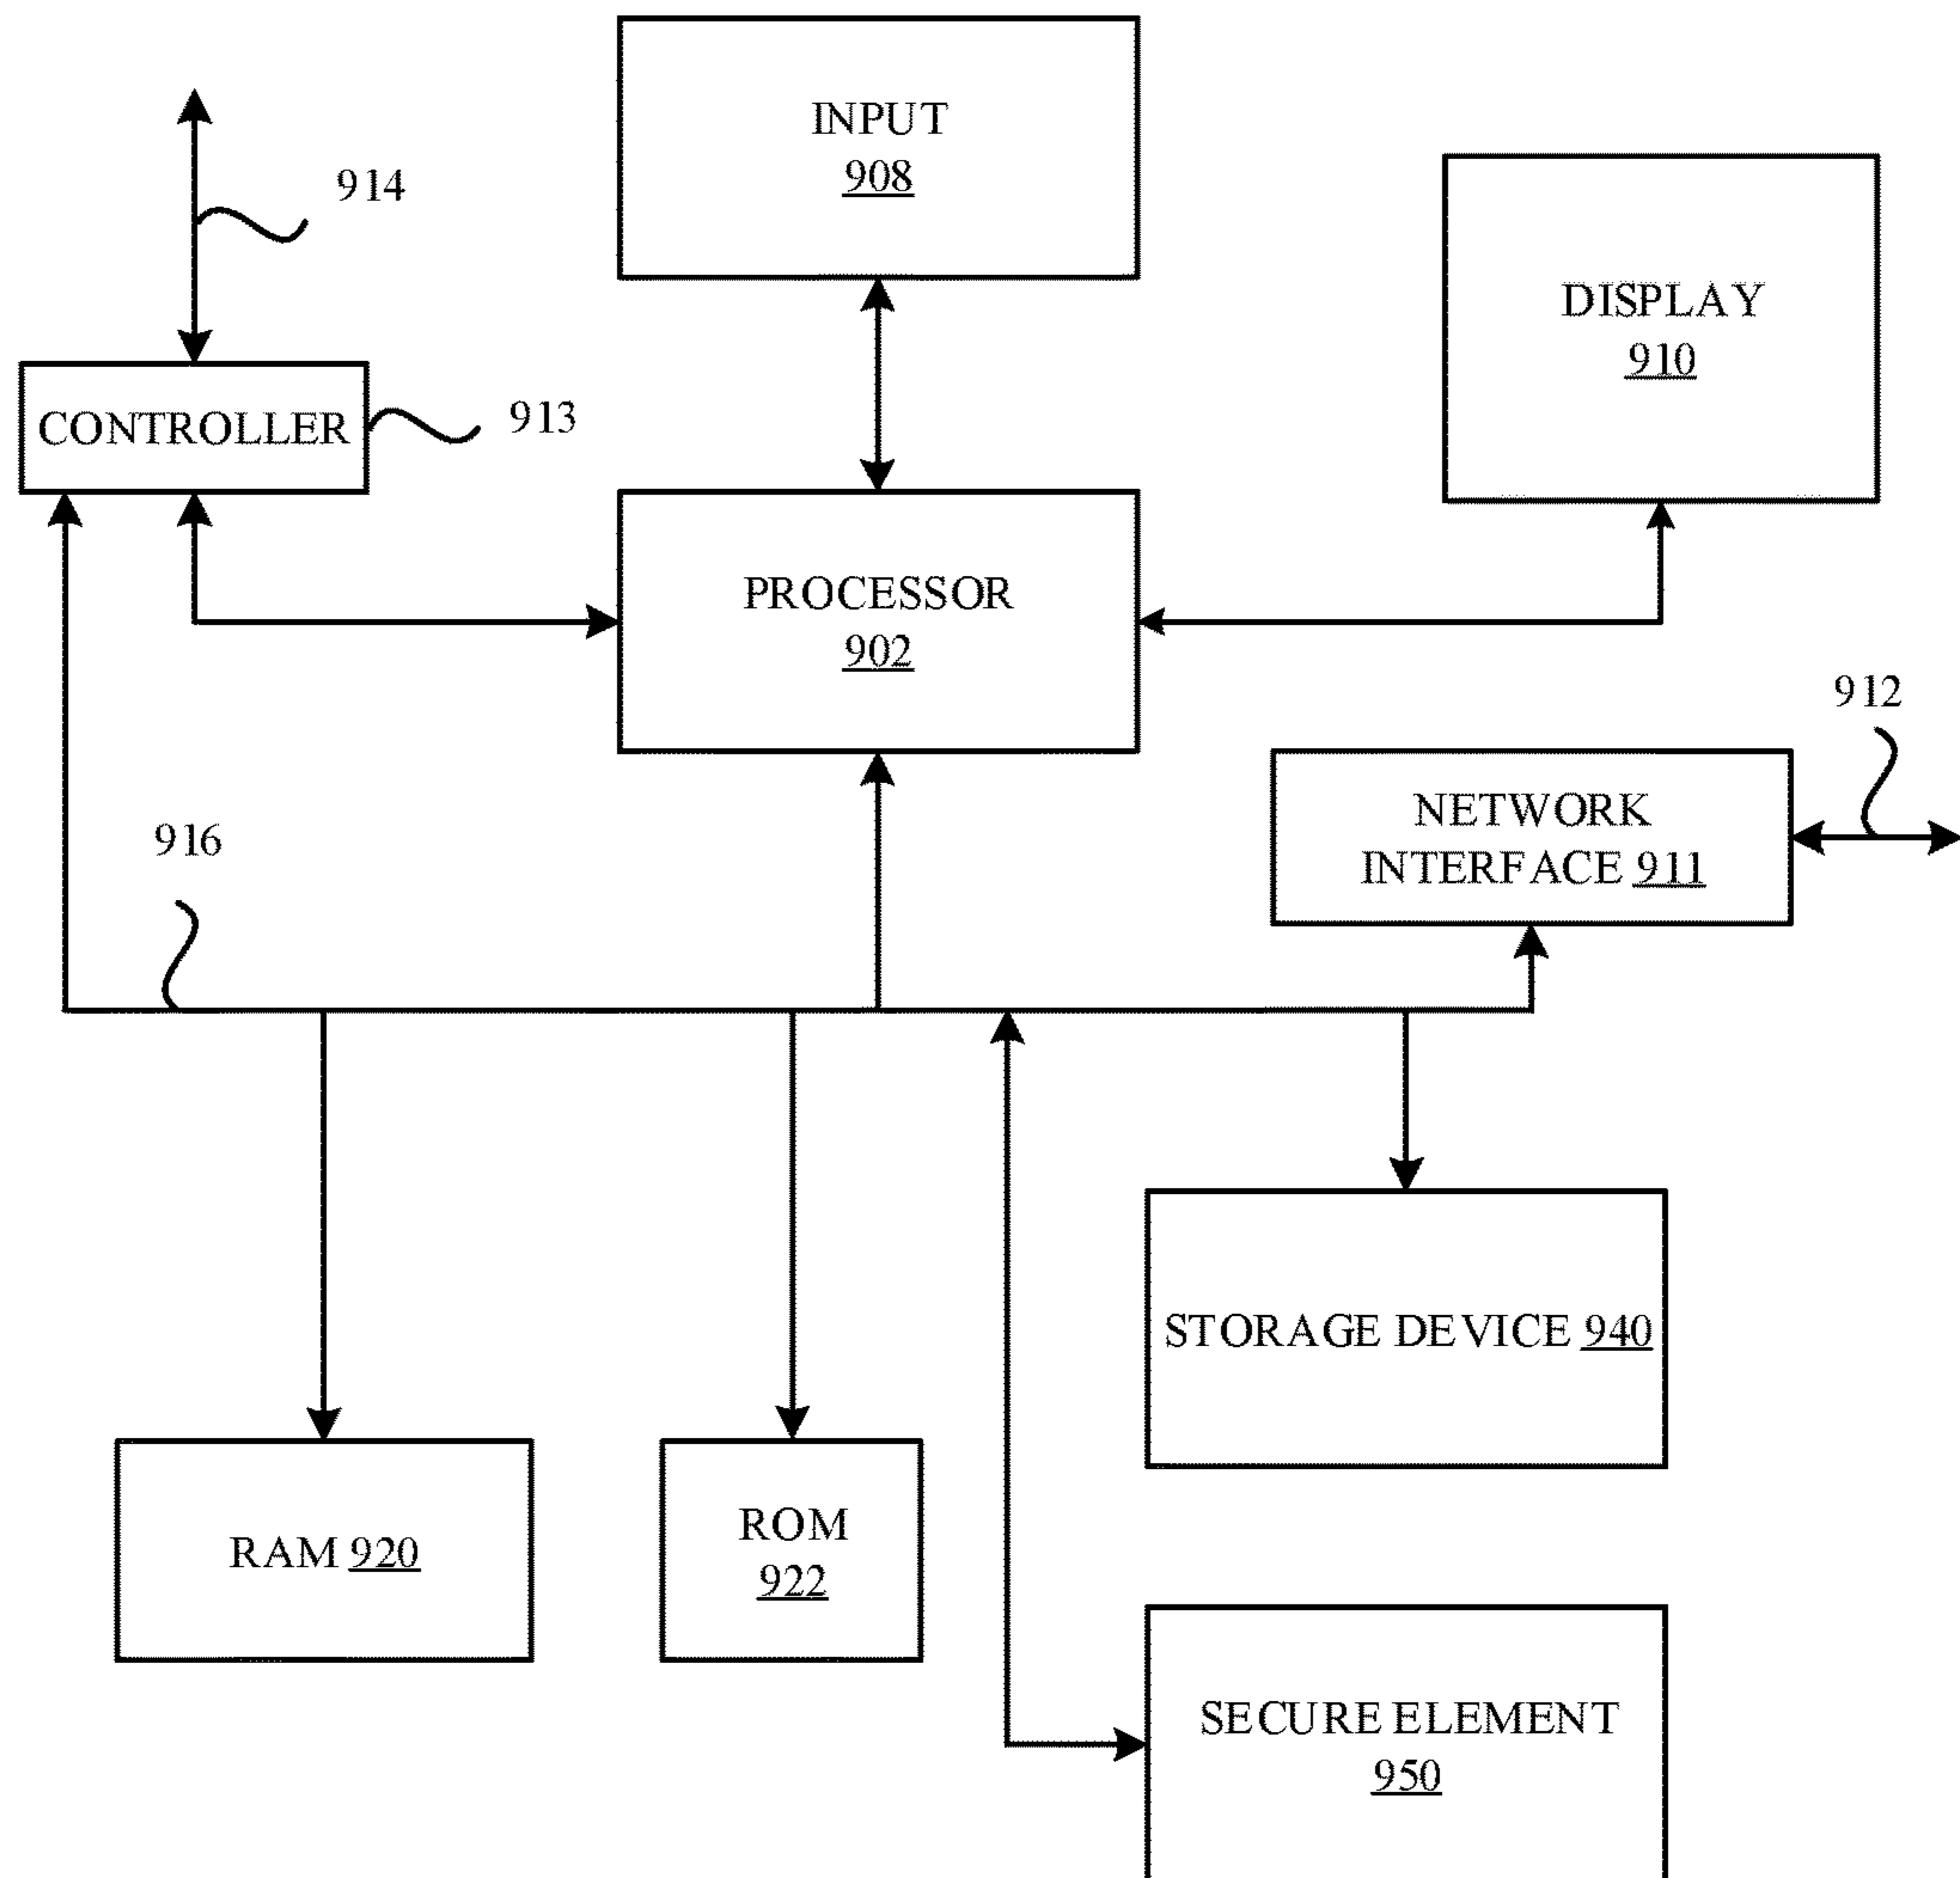 INPUT
908
914
DISPLAY
910
CONTROLLER
913
PROCESSOR
902
912
NETWORK
INTERFACE 911
916
STORAGE DEVICE 940
RAM 920
ROM
922
SECURE ELEMENT
950